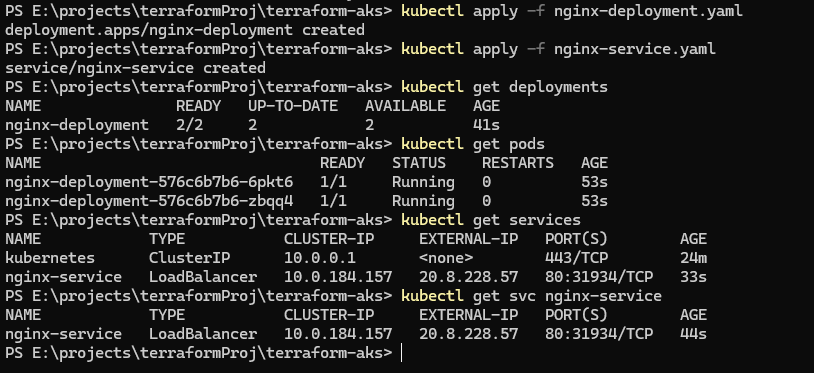 PS E:\projects\terraformProj\terraform-aks> kubectl apply -f nginx-deployment.yaml
deployment.apps/nginx-deployment created
PS E:\projects\terraformProj\terraform-aks> kubectl apply -f nginx-service.yaml
service/nginx-service created
PS E:\projects\terraformProj\terraform-aks> kubectl get deployments
NAME               READY   UP-TO-DATE   AVAILABLE   AGE
nginx-deployment   2/2     2            2           41s
PS E:\projects\terraformProj\terraform-aks> kubectl get pods
NAME                                READY   STATUS    RESTARTS   AGE
nginx-deployment-576c6b7b6-6pkt6   1/1     Running   0          53s
nginx-deployment-576c6b7b6-zbqq4   1/1     Running   0          53s
PS E:\projects\terraformProj\terraform-aks> kubectl get services
NAME            TYPE           CLUSTER-IP     EXTERNAL-IP   PORT(S)        AGE
kubernetes      ClusterIP      10.0.0.1       <none>        443/TCP        24m
nginx-service   LoadBalancer   10.0.184.157   20.8.228.57   80:31934/TCP   33s
PS E:\projects\terraformProj\terraform-aks> kubectl get svc nginx-service
NAME            TYPE           CLUSTER-IP     EXTERNAL-IP   PORT(S)        AGE
nginx-service   LoadBalancer   10.0.184.157   20.8.228.57   80:31934/TCP   44s
PS E:\projects\terraformProj\terraform-aks>